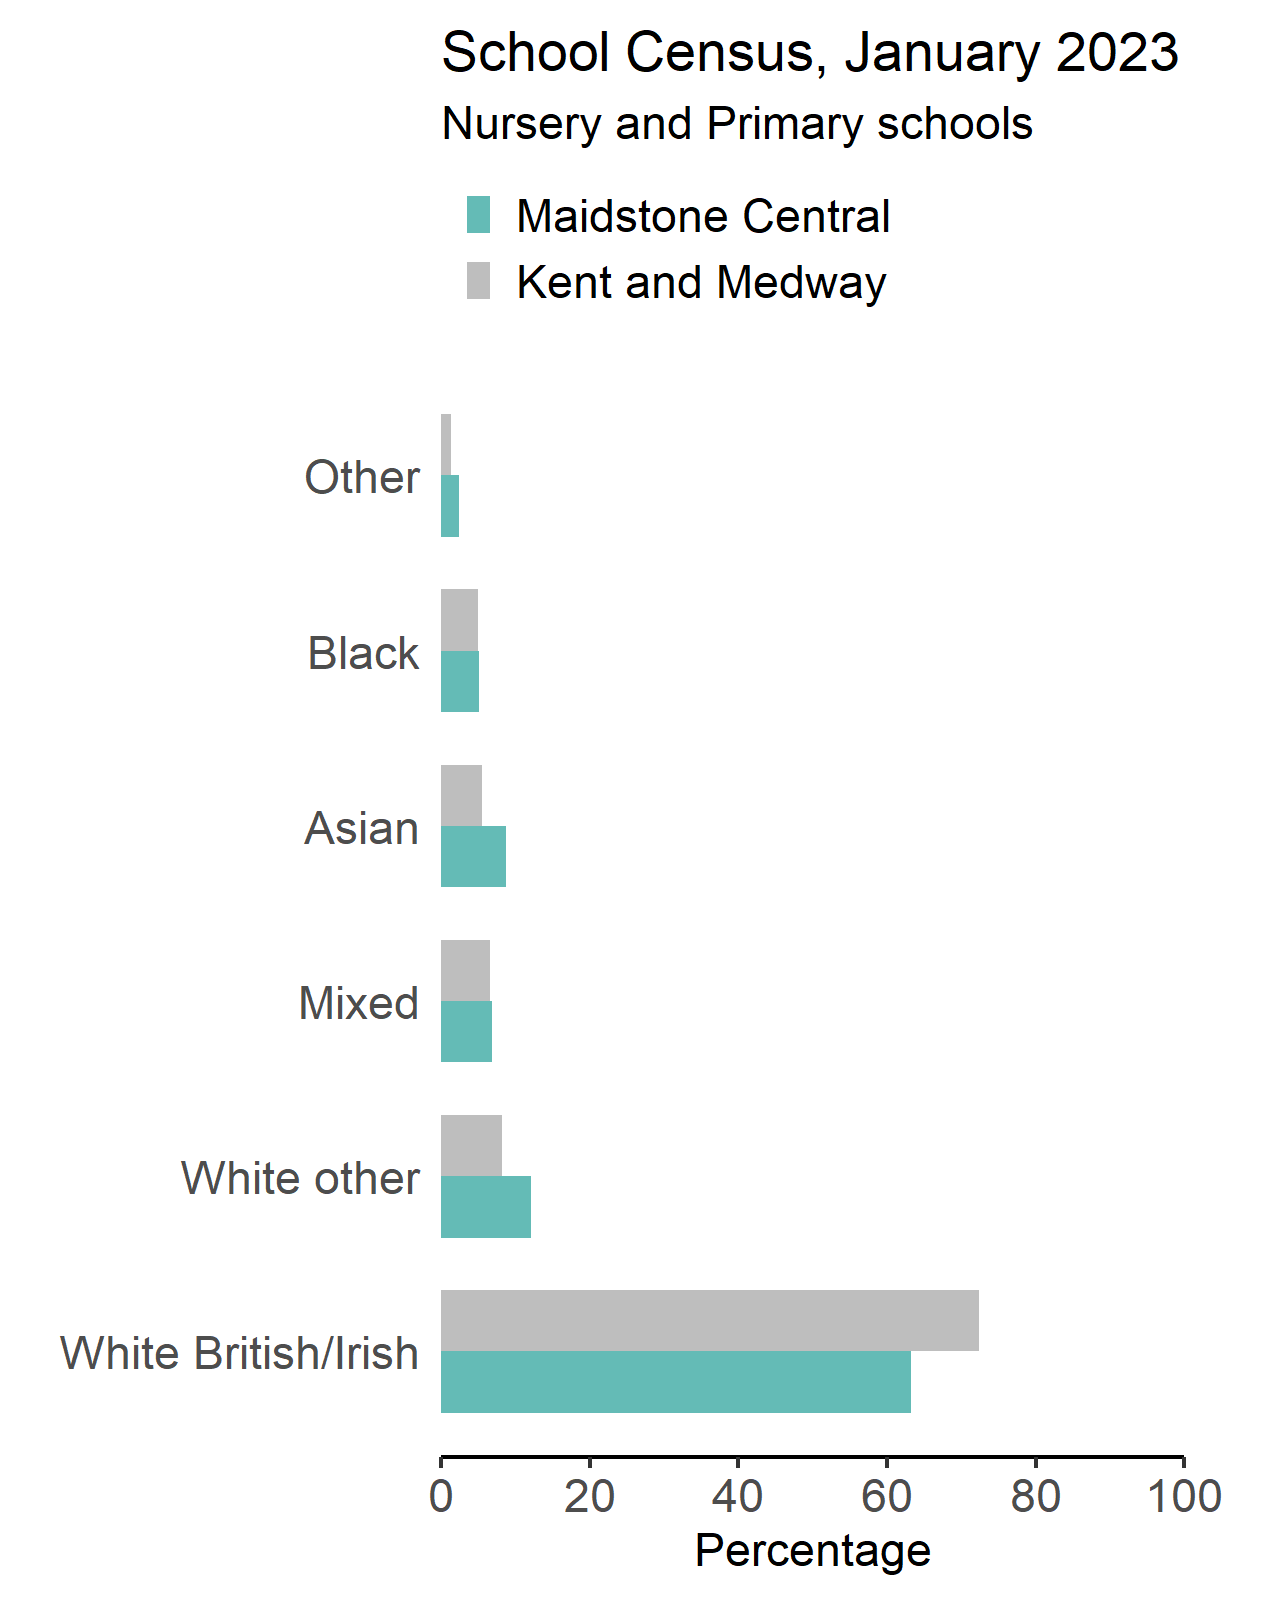 School Census, January 2023
Nursery and Primary schools
Maidstone Central
Kent and Medway
Other
Black
Asian
Mixed
White other
White British/Irish
0 20 40 60 80 100
Percentage